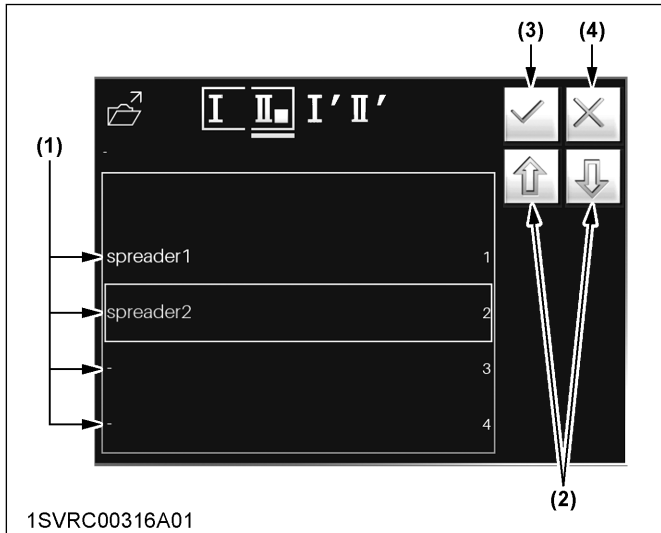 (3) (4)
I II I' II'
(1)
-
spreader1 1
spreader2 2
- 3
- 4
(2)
1SVRC00316A01